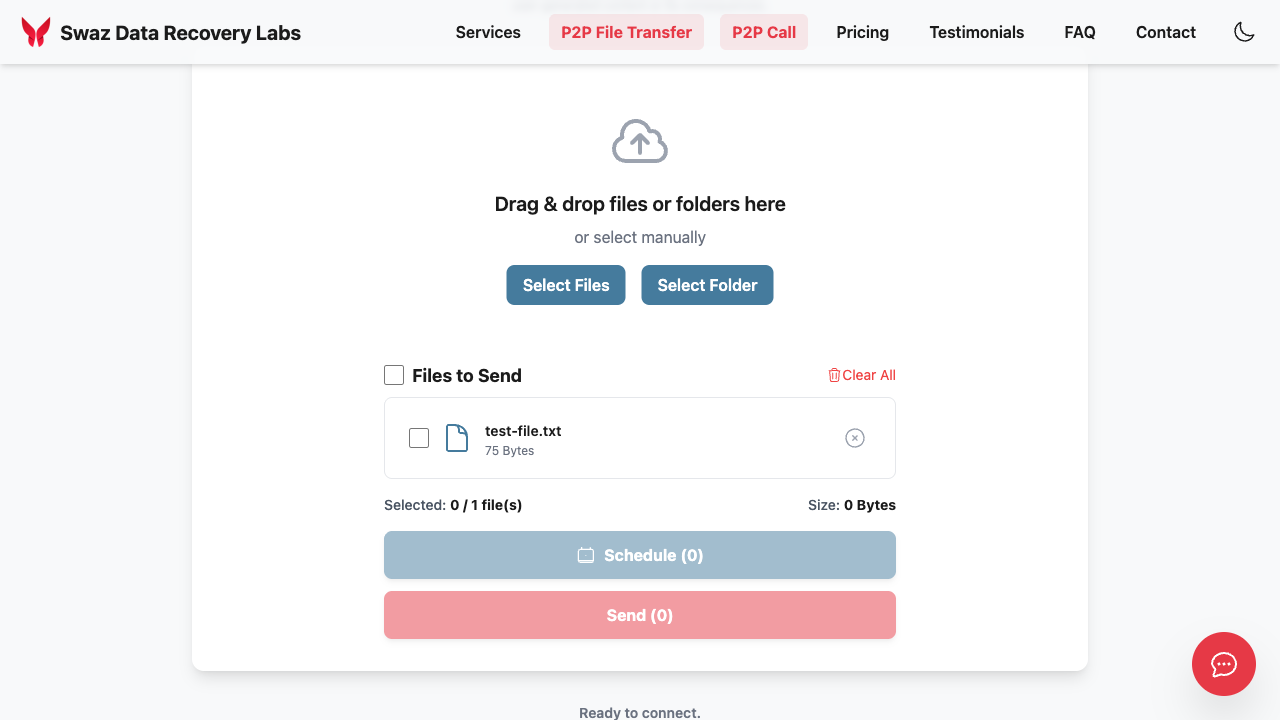 Swaz Data Recovery Labs
Services
P2P File Transfer
P2P Call
Pricing
Testimonials
FAQ
Contact
Drag & drop files or folders here
or select manually
Select Files
Select Folder
Files to Send
Clear All
test-file.txt
75 Bytes
Selected: 0 / 1 file(s)
Size: 0 Bytes
Schedule (0)
Send (0)
Ready to connect.